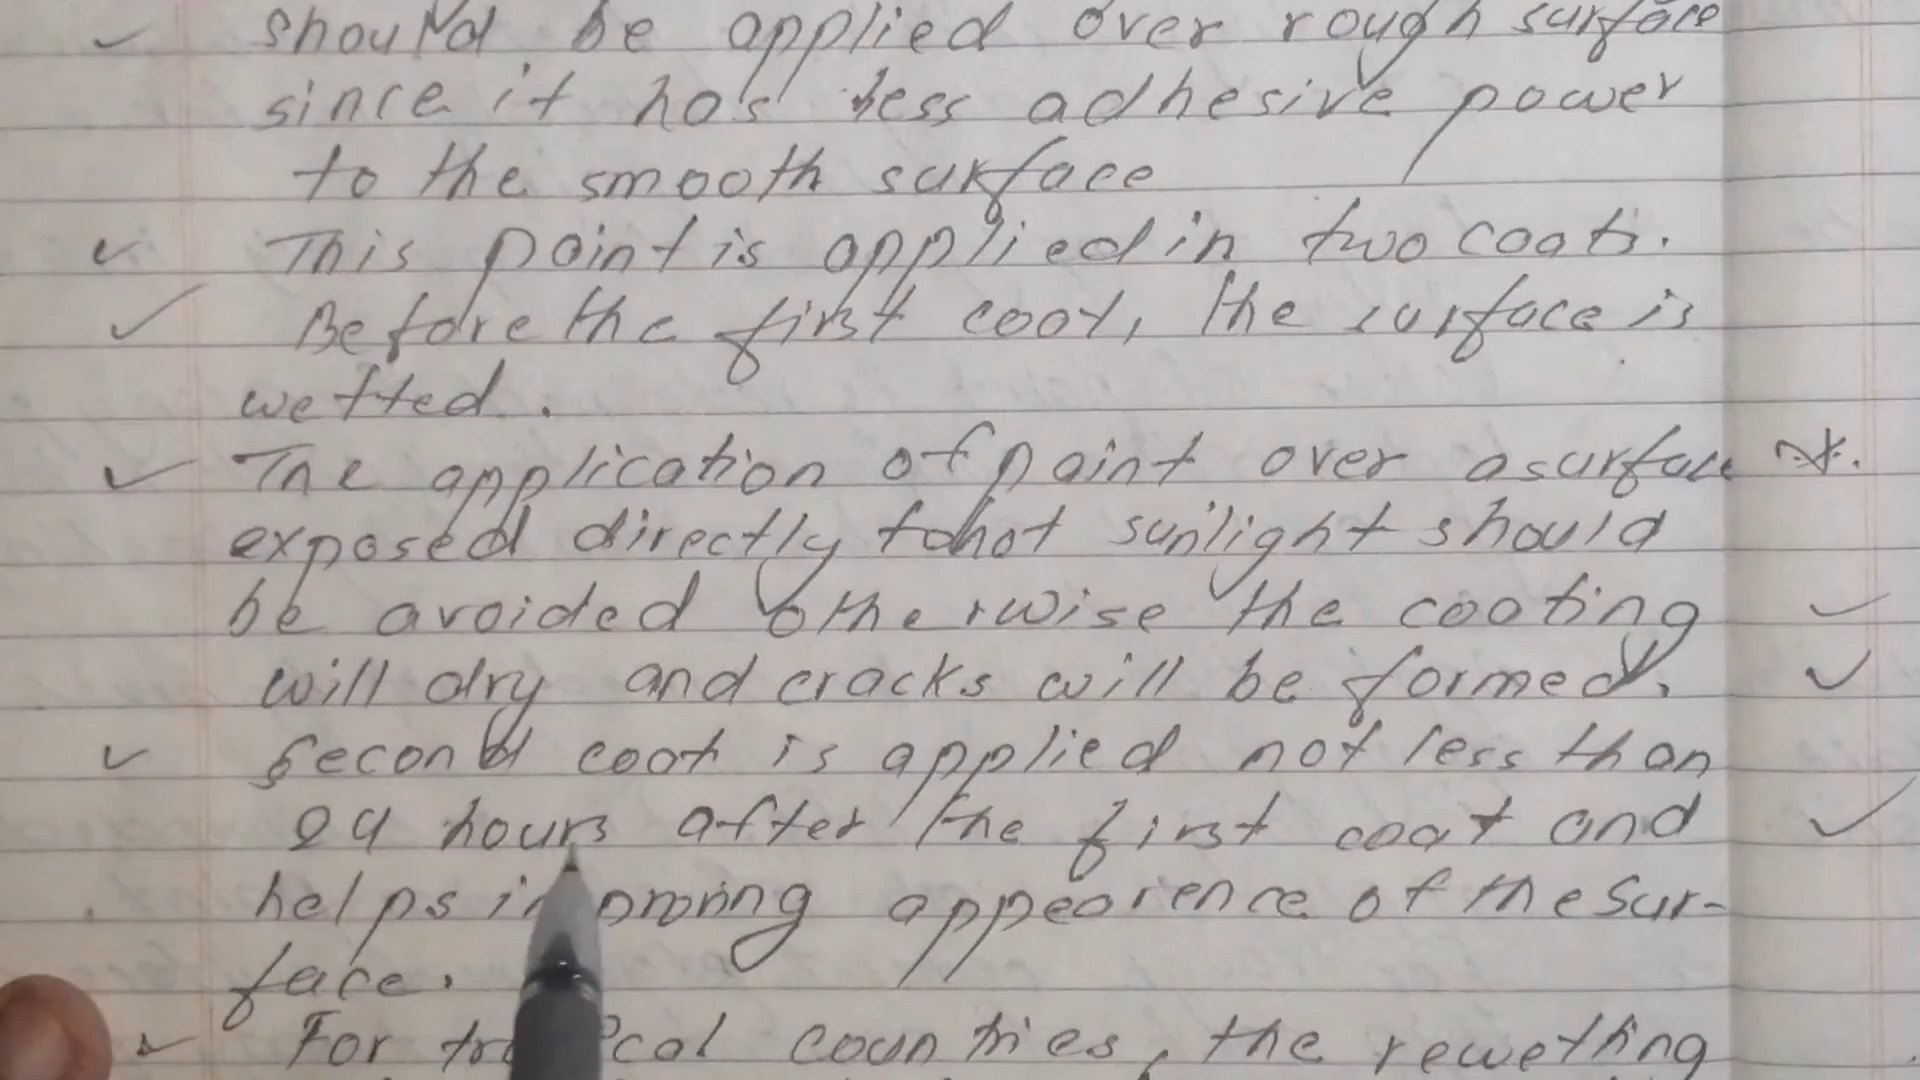 should be applied over rough surface
since it has less adhesive power
to the smooth surface
This paint is applied in two coats.
Before the first coat, the surface is
wetted.
The application of paint over a surface
exposed directly to hot sunlight should
be avoided otherwise the coating
will dry and cracks will be formed.
Second coat is applied not less than
24 hours after the first coat and
helps appearience of the sur-
face.
For countries, the rewetting